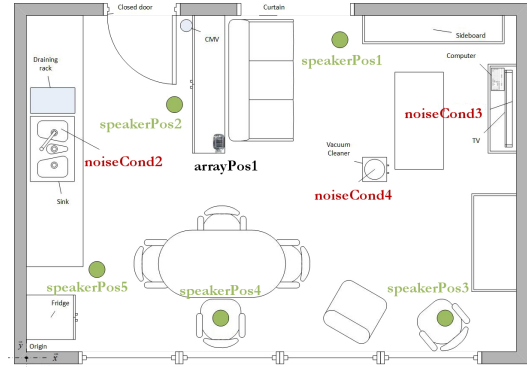 Closed door
Curtain
CMV
Sideboard
speakerPos1
Draining
rack
Computer
speakerPos2
noiseCond3
noiseCond2
arrayPos1
Vacuum
Cleaner
TV
noiseCond4
Sink
speakerPos5
speakerPos4
speakerPos3
Fridge
y
Origin
x